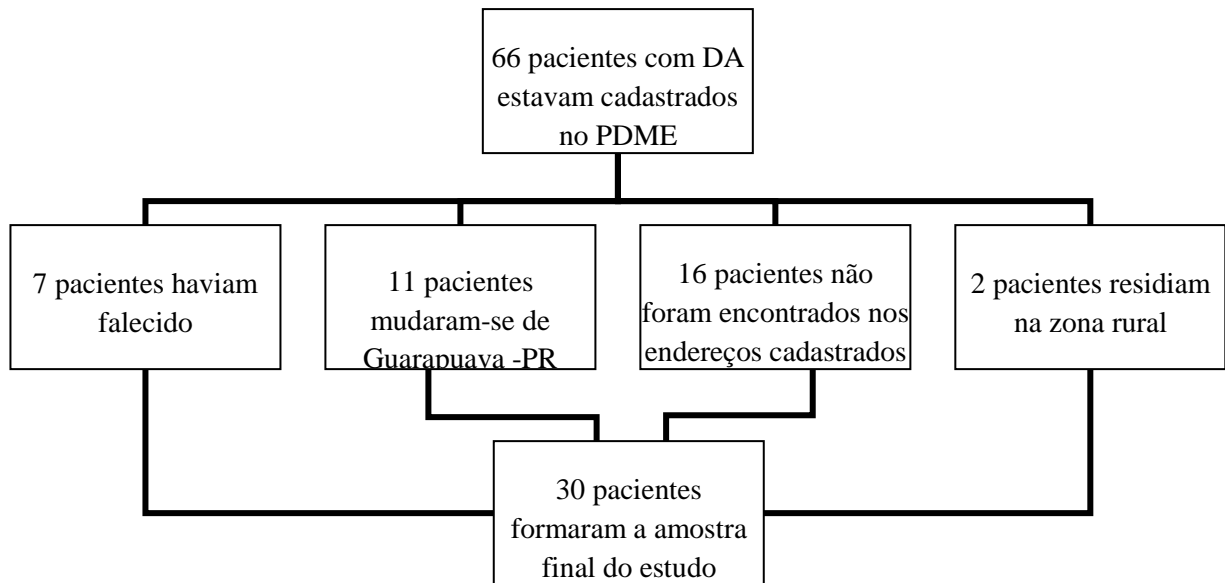 66 pacientes com DA
estavam cadastrados
no PDME
7 pacientes haviam
falecido
11 pacientes
mudaram-se de
Guarapuava -PR
16 pacientes não
foram encontrados nos
endereços cadastrados
2 pacientes residiam
na zona rural
30 pacientes
formaram a amostra
final do estudo